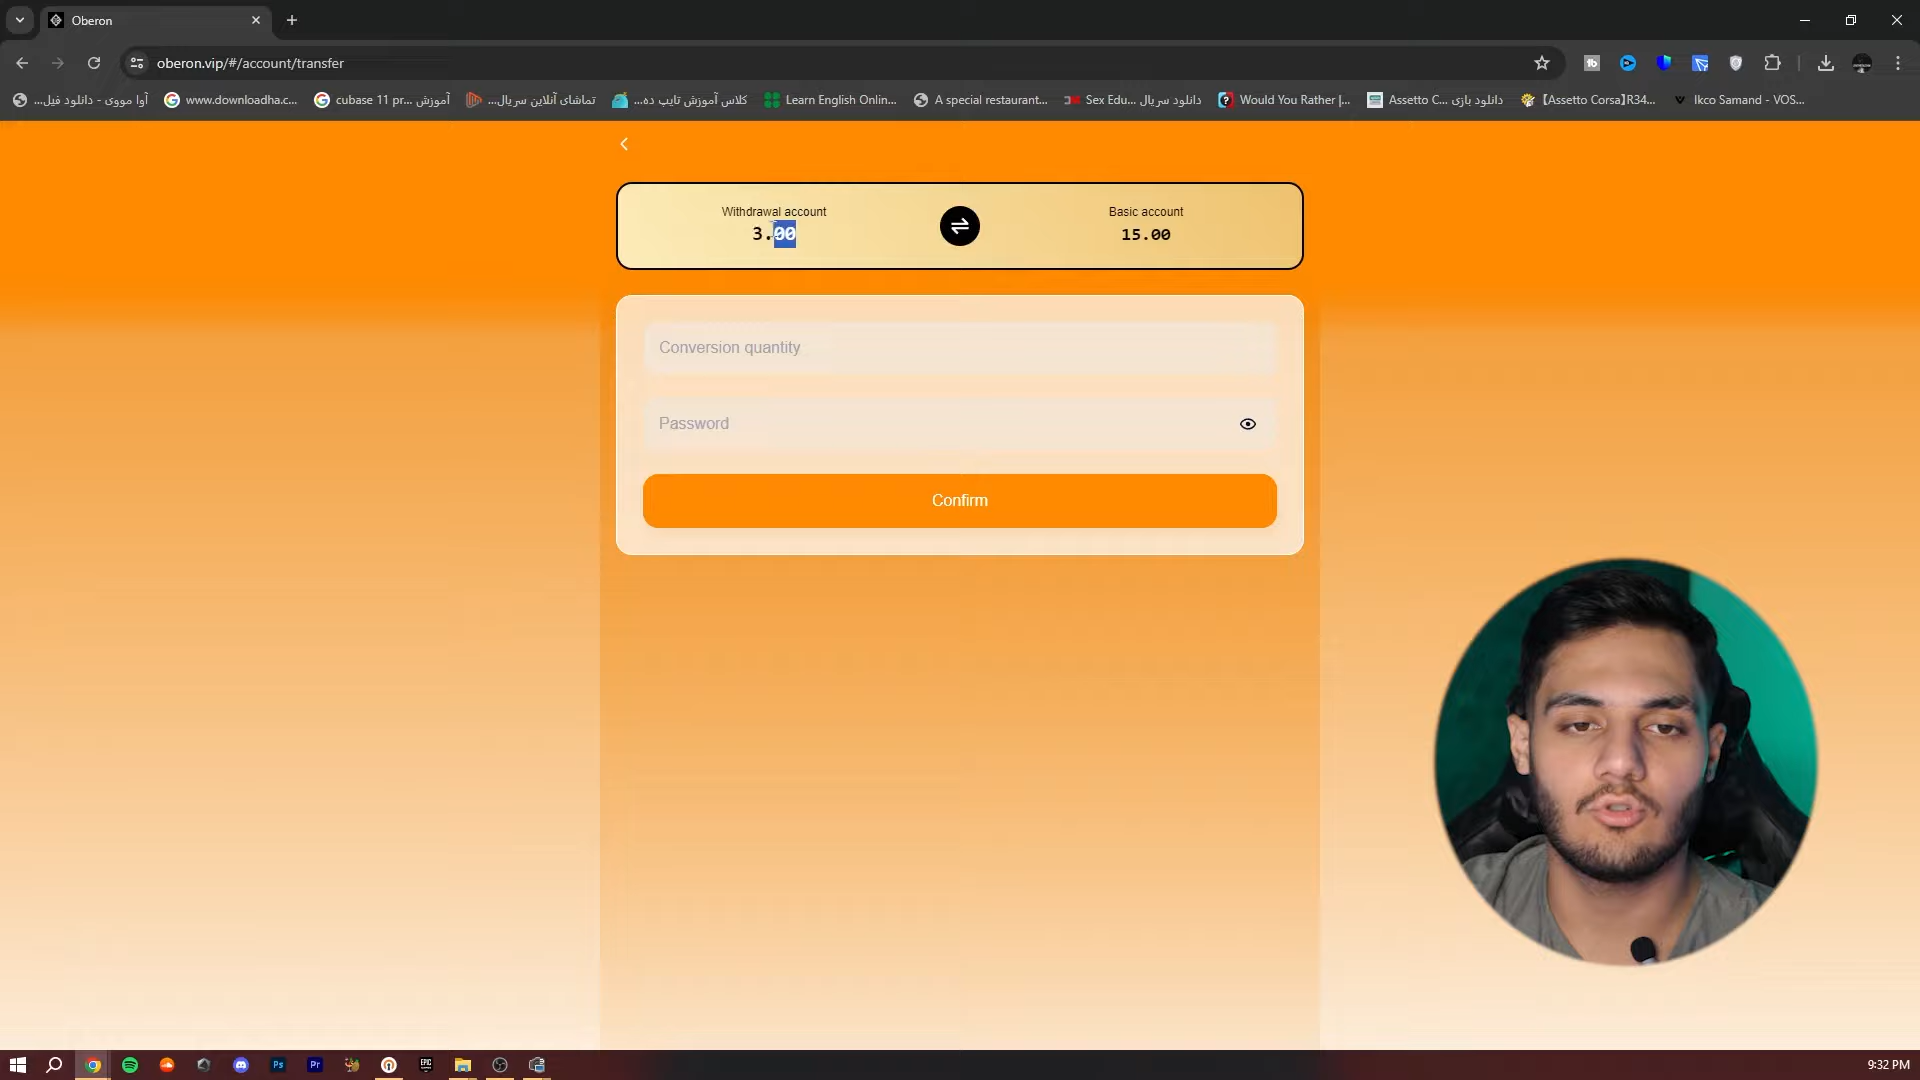 Oberon
oberon.vip/#/account/transfer
آوا مووی - دانلود فیل...
www.downloadha.c...
آموزش cubase 11 pr...
تماشای آنلاین سریال...
کلاس آموزش تایپ ده...
Learn English Onlin...
A special restaurant...
دانلود سریال Sex Edu...
Would You Rather |...
دانلود بازی Assetto C...
【Assetto Corsa】R34...
Ikco Samand - VOS...
Withdrawal account
Basic account
3.00
15.00
Conversion quantity
Password
Confirm
9:32 PM